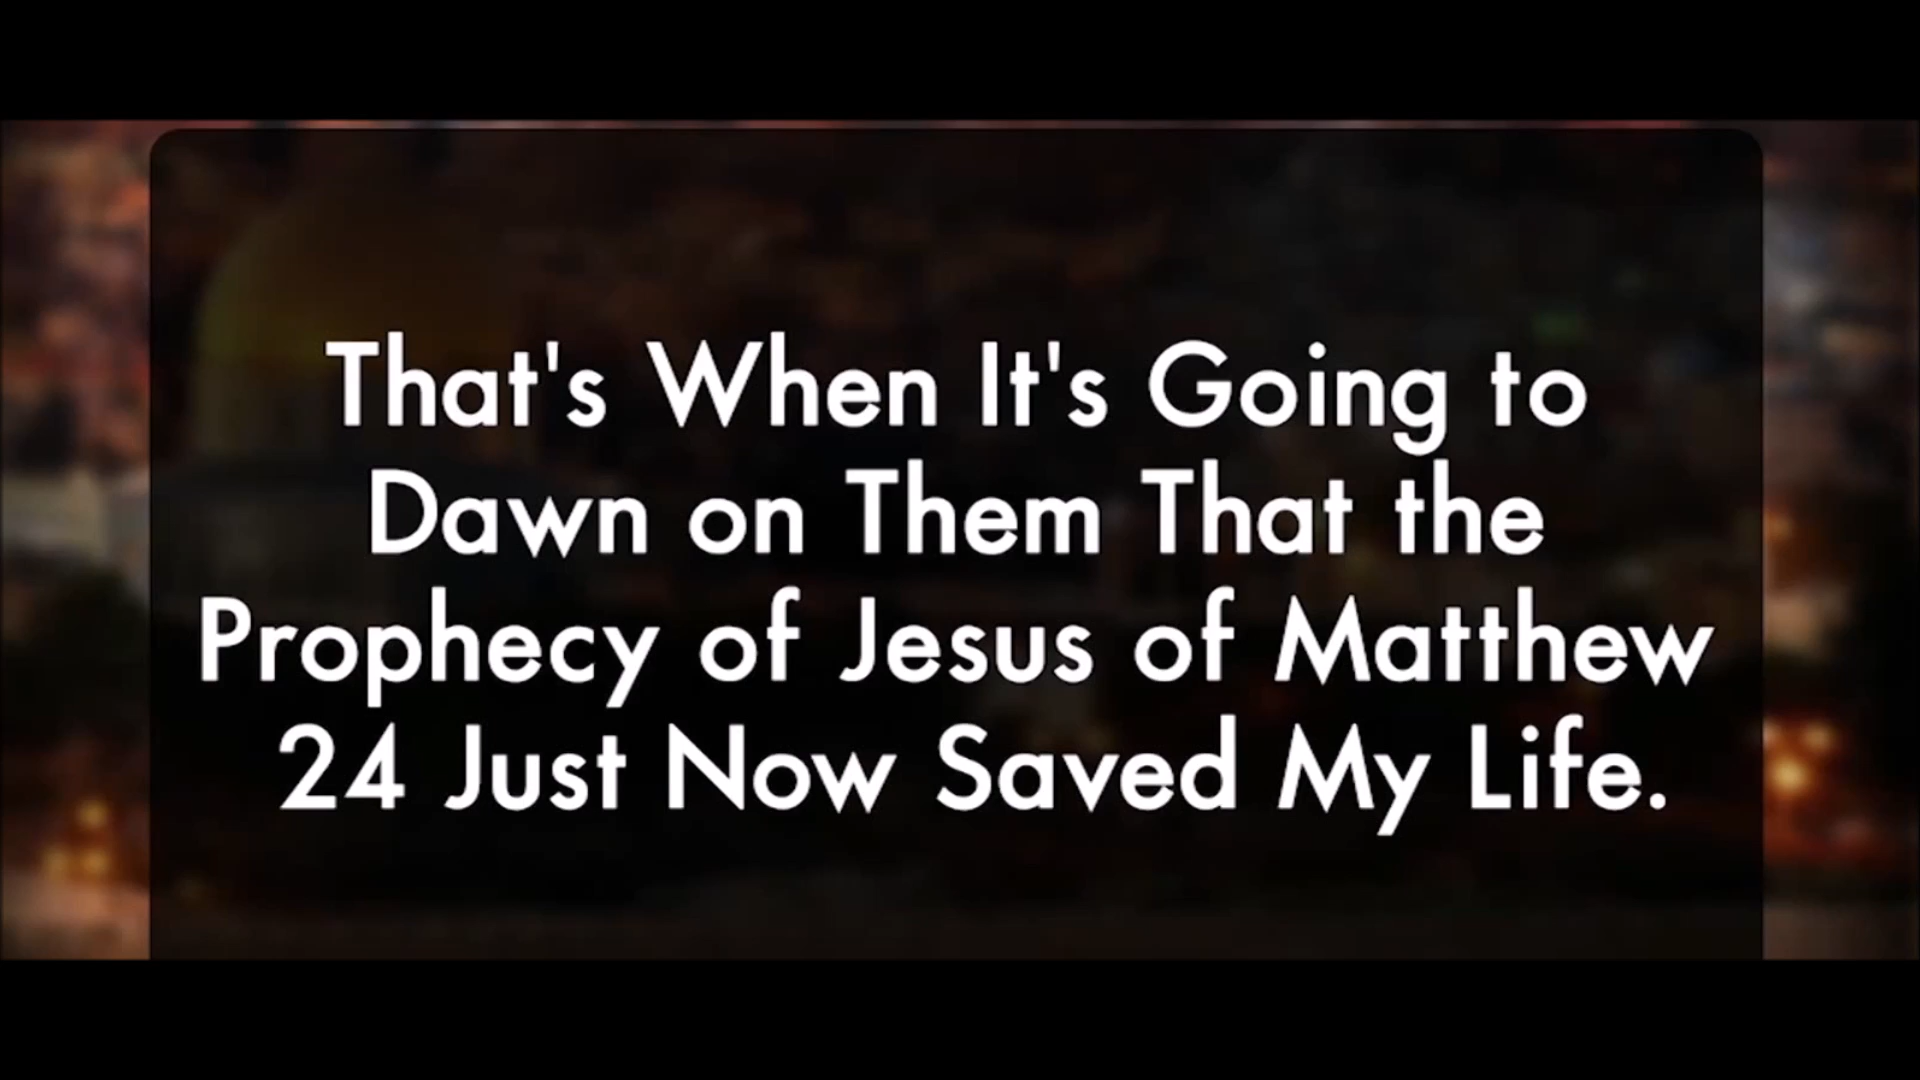 That's When It's Going to
Dawn on Them That the
Prophecy of Jesus of Matthew
24 Just Now Saved My Life.